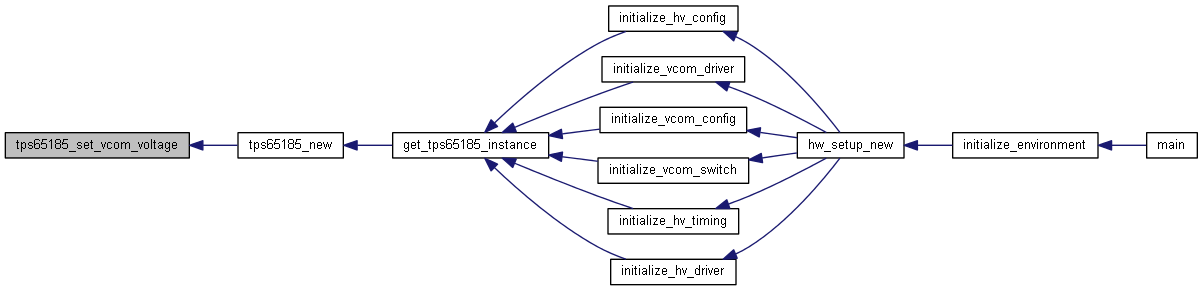 initialize_hv_config
initialize_vcom_driver
initialize_vcom_config
tps65185_set_vcom_voltage
tps65185_new
get_tps65185_instance
hw_setup_new
initialize_environment
main
initialize_vcom_switch
initialize_hv_timing
initialize_hv_driver